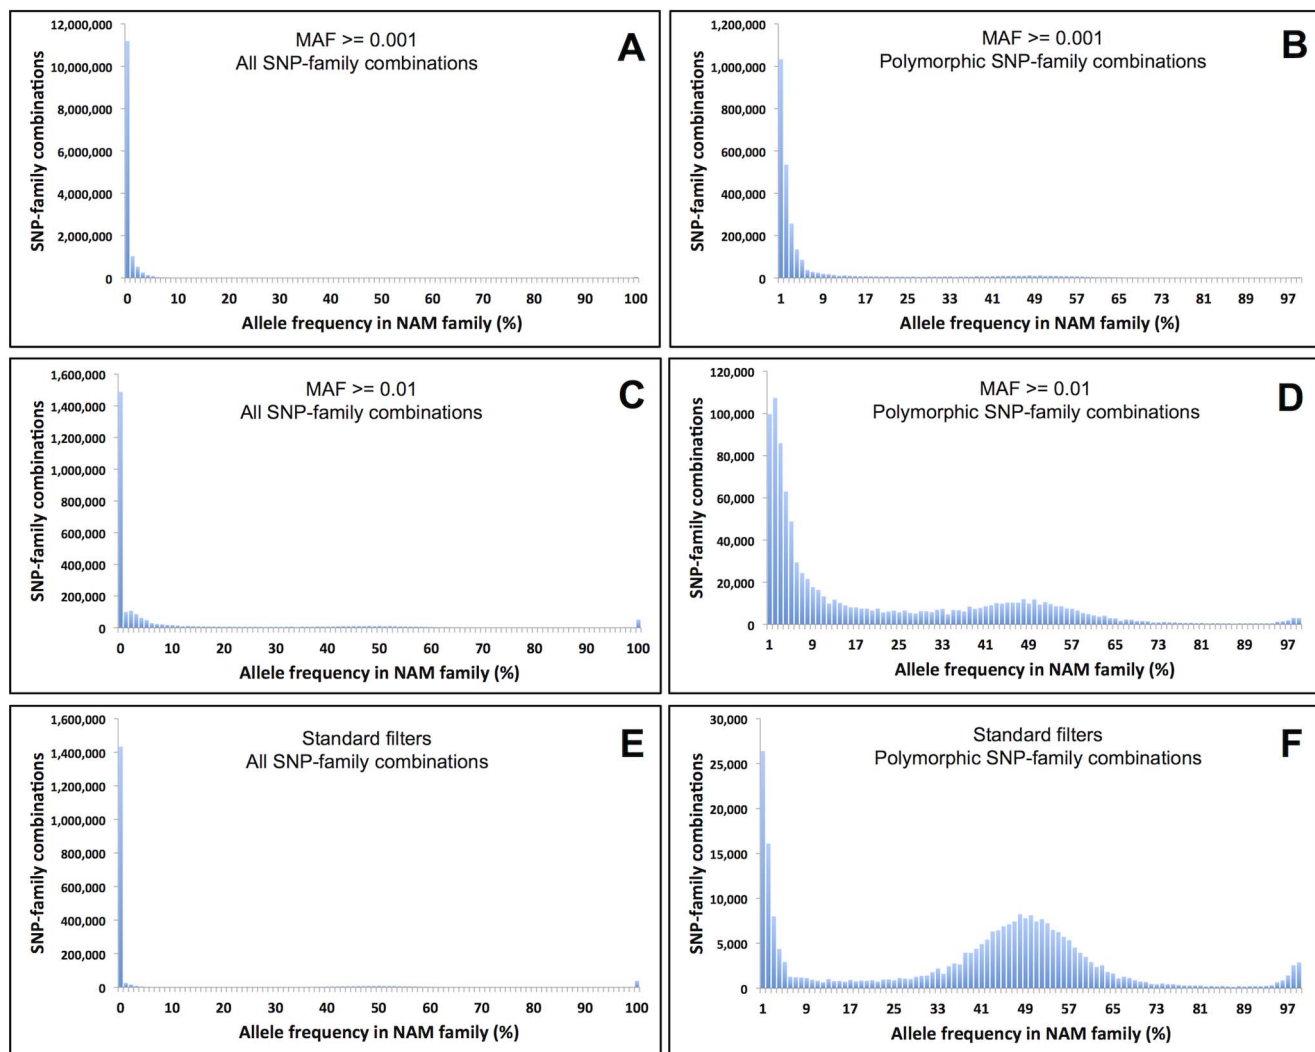 MAF >= 0.001
All SNP-family combinations
A
SNP-family combinations
12,000,000
10,000,000
8,000,000
6,000,000
4,000,000
2,000,000
0
0 10 20 30 40 50 60 70 80 90 100
Allele frequency in NAM family (%)
MAF >= 0.001
Polymorphic SNP-family combinations
B
SNP-family combinations
1,200,000
1,000,000
800,000
600,000
400,000
200,000
0
1 9 17 25 33 41 49 57 65 73 81 89 97
Allele frequency in NAM family (%)
MAF >= 0.01
All SNP-family combinations
C
SNP-family combinations
1,600,000
1,400,000
1,200,000
1,000,000
800,000
600,000
400,000
200,000
0
0 10 20 30 40 50 60 70 80 90 100
Allele frequency in NAM family (%)
MAF >= 0.01
Polymorphic SNP-family combinations
D
SNP-family combinations
120,000
100,000
80,000
60,000
40,000
20,000
0
1 9 17 25 33 41 49 57 65 73 81 89 97
Allele frequency in NAM family (%)
Standard filters
All SNP-family combinations
E
SNP-family combinations
1,600,000
1,400,000
1,200,000
1,000,000
800,000
600,000
400,000
200,000
0
0 10 20 30 40 50 60 70 80 90 100
Allele frequency in NAM family (%)
Standard filters
Polymorphic SNP-family combinations
F
SNP-family combinations
30,000
25,000
20,000
15,000
10,000
5,000
0
1 9 17 25 33 41 49 57 65 73 81 89 97
Allele frequency in NAM family (%)